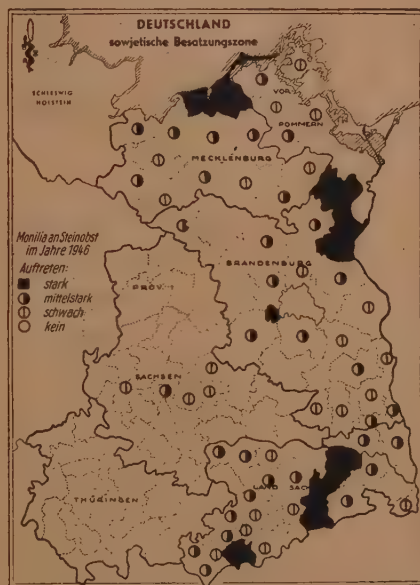 DEUTSCHLAND
sowjetische Besatzungszone
SCHLESWIG
HOLSTEIN
VOR
POMMERN
MECKLENBURG
Monilia an Steinobst
im Jahre 1946
Auftreten:
stark
mittelstark
schwach
kein
BRANDENBURG
PROV.
SACHSEN
THÜRINGEN
LAND SACH